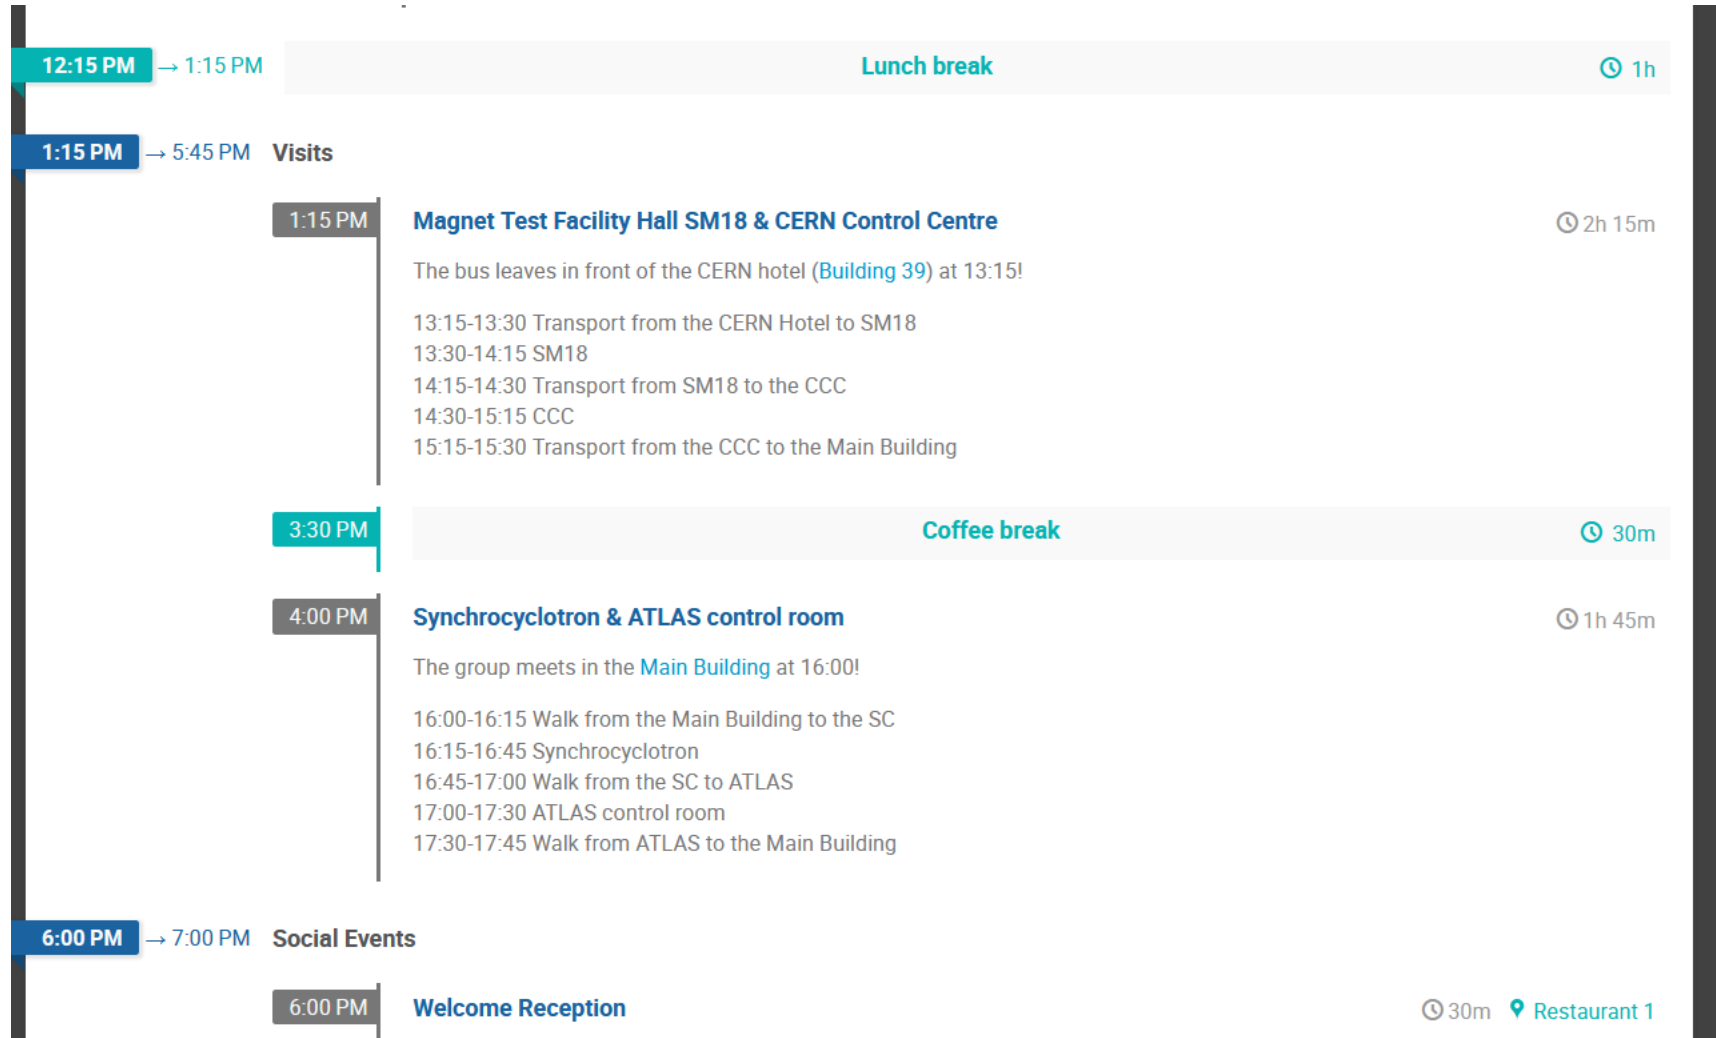 12:15 PM → 1:15 PM Lunch break 1h
1:15 PM → 5:45 PM Visits
1:15 PM Magnet Test Facility Hall SM18 & CERN Control Centre 2h 15m
The bus leaves in front of the CERN hotel (Building 39) at 13:15!
13:15-13:30 Transport from the CERN Hotel to SM18
13:30-14:15 SM18
14:15-14:30 Transport from SM18 to the CCC
14:30-15:15 CCC
15:15-15:30 Transport from the CCC to the Main Building
3:30 PM Coffee break 30m
4:00 PM Synchrocyclotron & ATLAS control room 1h 45m
The group meets in the Main Building at 16:00!
16:00-16:15 Walk from the Main Building to the SC
16:15-16:45 Synchrocyclotron
16:45-17:00 Walk from the SC to ATLAS
17:00-17:30 ATLAS control room
17:30-17:45 Walk from ATLAS to the Main Building
6:00 PM → 7:00 PM Social Events
6:00 PM Welcome Reception 30m Restaurant 1